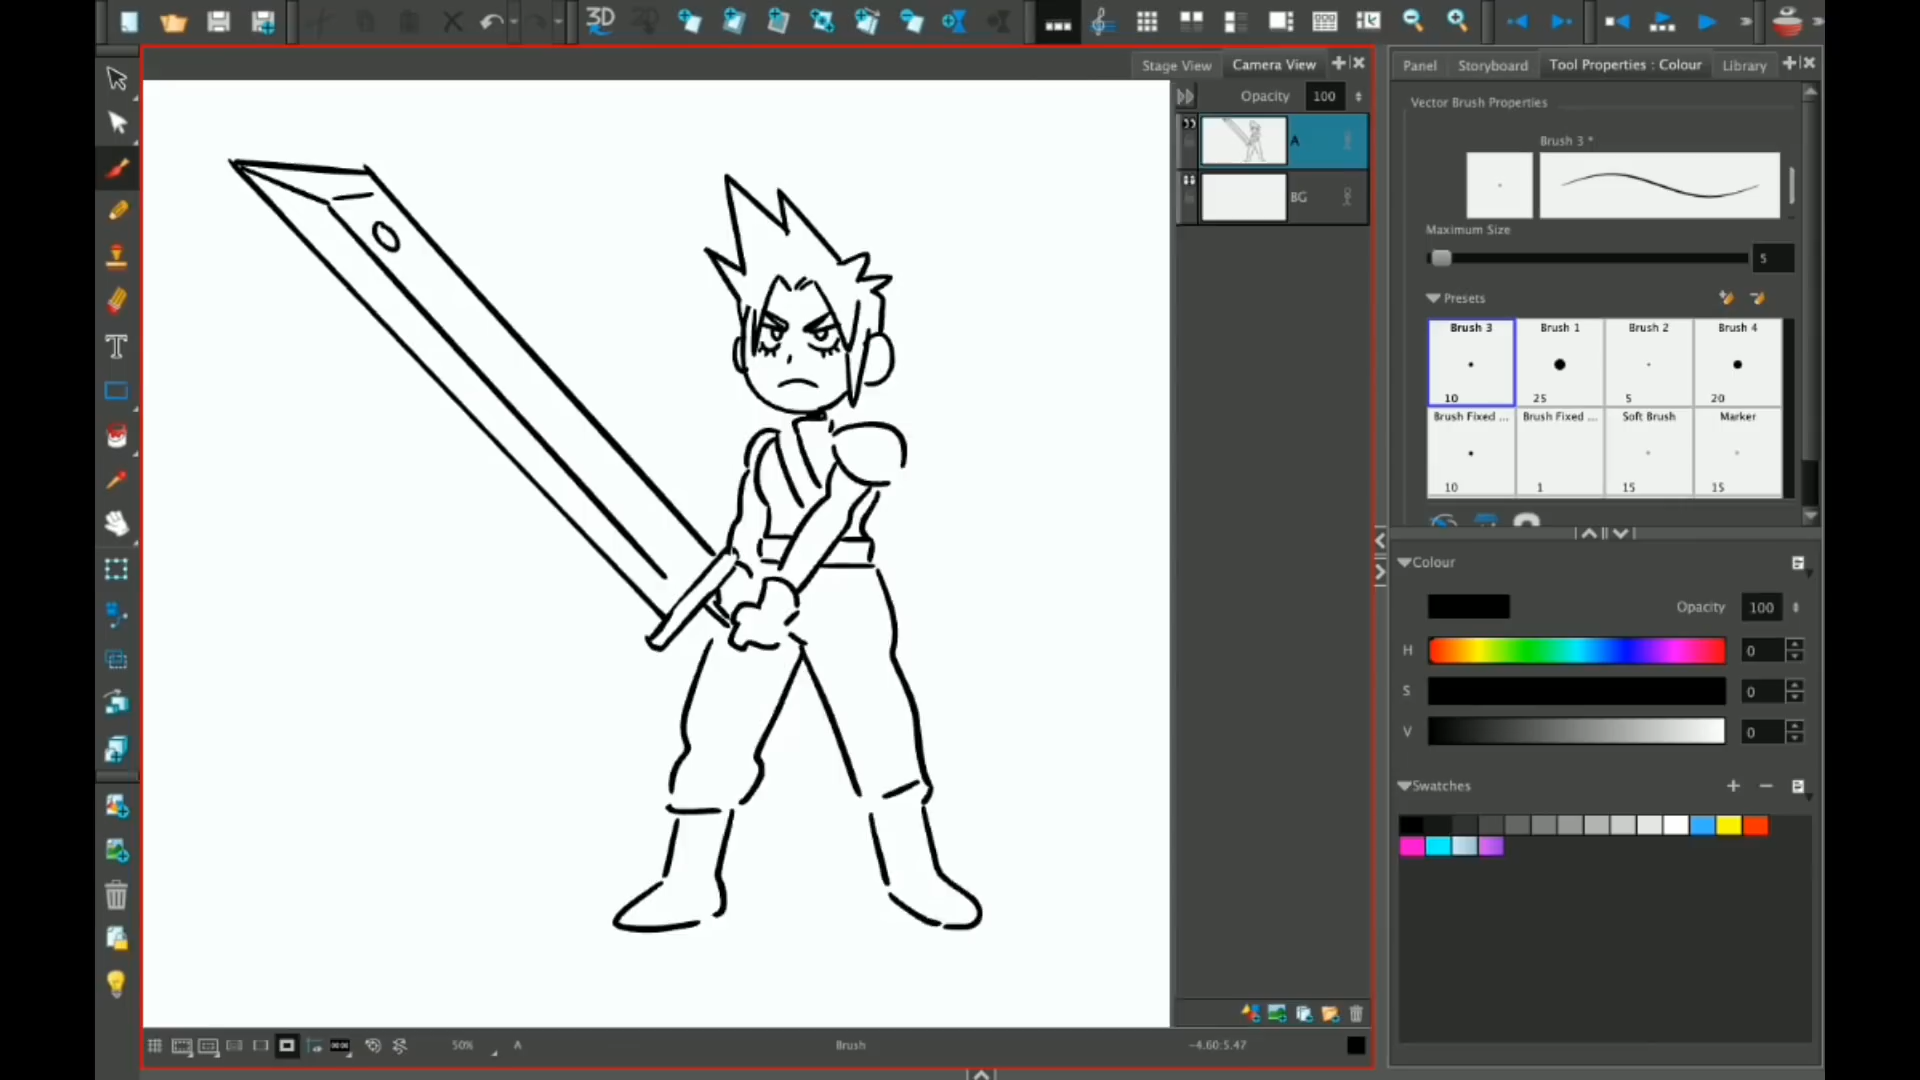 3D
Stage View
Camera View
Panel
Storyboard
Tool Properties : Colour
Library
Opacity
100
A
BG
Vector Brush Properties
Brush 3 *
Maximum Size
5
Presets
Brush 3
Brush 1
Brush 2
Brush 4
10
25
5
20
Brush Fixed ...
Brush Fixed ...
Soft Brush
Marker
10
1
15
15
Colour
Opacity
100
H
0
S
0
V
0
Swatches
T
50%
A
Brush
-4.60:5.47